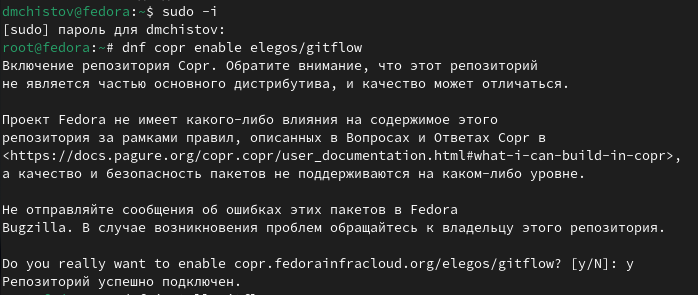 dmchistov@fedora:~$ sudo -i
[sudo] пароль для dmchistov:
root@fedora:~# dnf copr enable elegos/gitflow
Включение репозитория Copr. Обратите внимание, что этот репозиторий
не является частью основного дистрибутива, и качество может отличаться.
Проект Fedora не имеет какого-либо влияния на содержимое этого
репозитория за рамками правил, описанных в Вопросах и Ответах Copr в
<https://docs.pagure.org/copr.copr/user_documentation.html#what-i-can-build-in-copr>,
а качество и безопасность пакетов не поддерживаются на каком-либо уровне.
Не отправляйте сообщения об ошибках этих пакетов в Fedora
Bugzilla. В случае возникновения проблем обращайтесь к владельцу этого репозитория.
Do you really want to enable copr.fedorainfracloud.org/elegos/gitflow? [y/N]: y
Репозиторий успешно подключен.